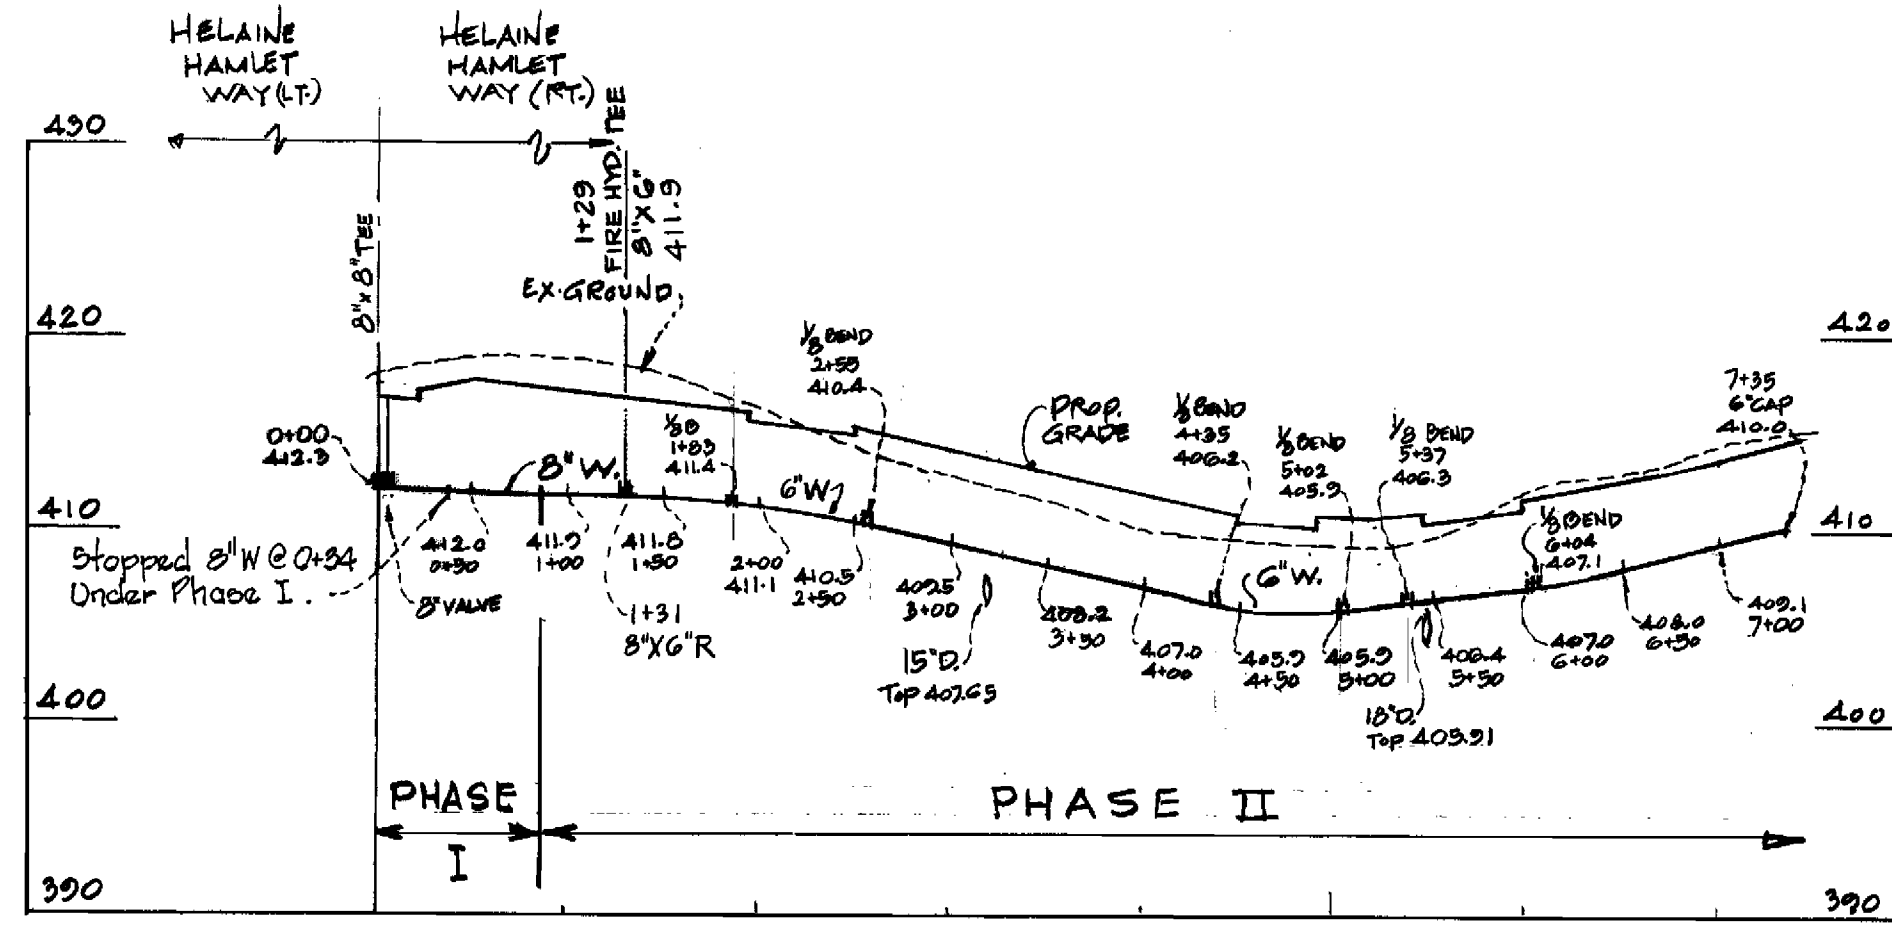 HELAINE
HAMLET
WAY (LT.)
HELAINE
HAMLET
WAY (RT.)
430
420
410
400
390
420
410
400
390
8"x8" TEE
1+29
FIRE HYD. TEE
8"X6"
411.9
EX. GROUND
0+00
412.3
8" W.
1/8 B
1+83
411.4
6" W.
1/8 BEND
2+55
410.4
PROP.
GRADE
1/8 BEND
4+35
406.2
1/8 BEND
5+02
405.9
1/8 BEND
5+37
406.3
7+35
6" CAP
410.0
1/8 BEND
6+04
407.1
6" W.
Stopped 8" W @ 0+34
Under Phase I.
8" VALVE
412.0
0+50
411.9
1+00
1+31
8"X6" R
411.8
1+50
2+00
411.1
410.5
2+50
409.5
3+00
15" D.
Top 407.65
408.2
3+50
407.0
4+00
405.9
4+50
405.9
5+00
18" D.
406.4
5+50
407.0
6+00
408.0
6+50
409.1
7+00
PHASE
I
PHASE II